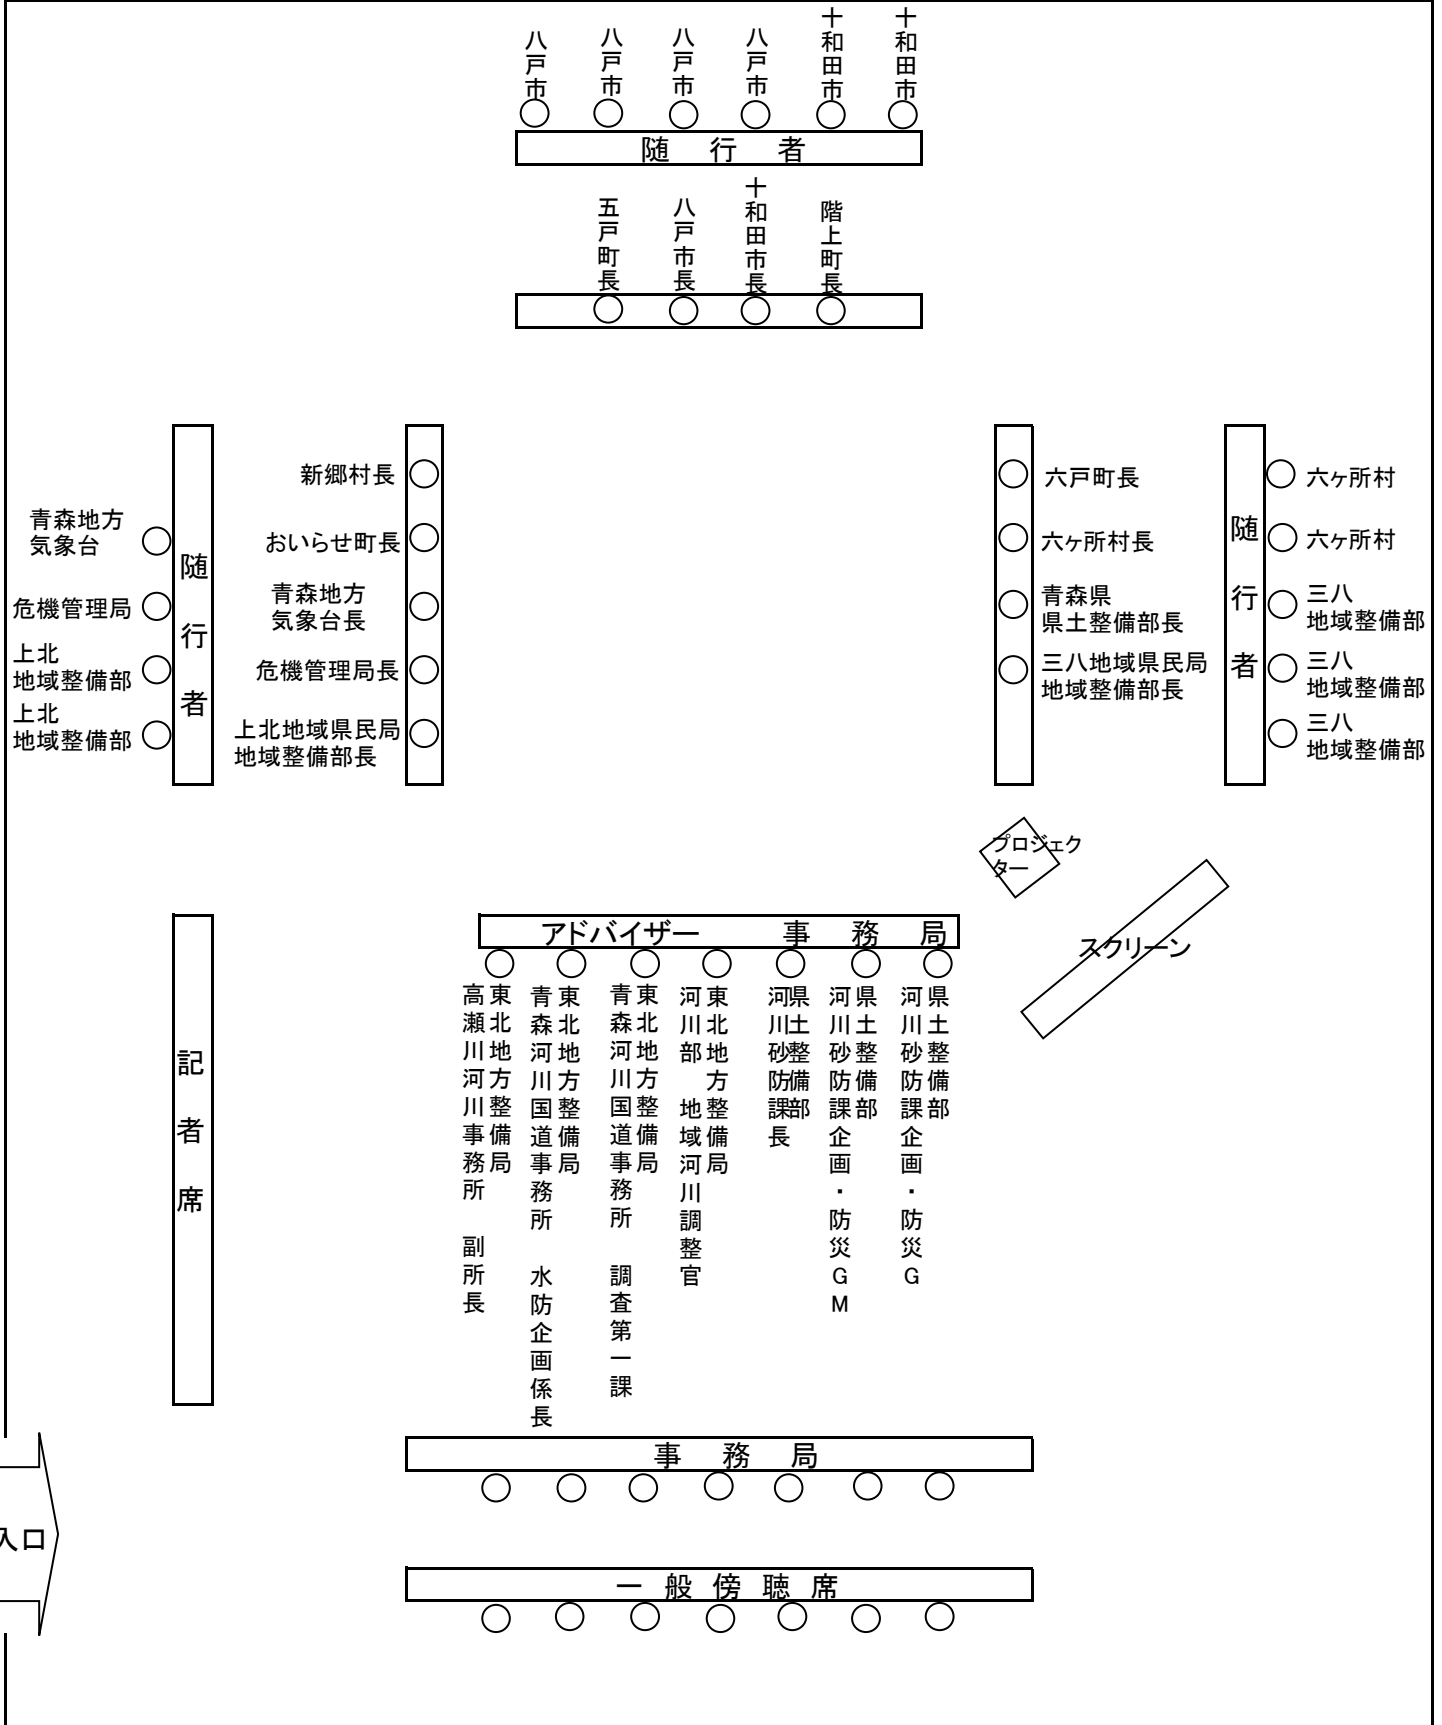 八戸市
八戸市
八戸市
八戸市
十和田市
十和田市
随行者
五戸町長
八戸市長
十和田市長
階上町長
青森地方
気象台
危機管理局
上北
地域整備部
上北
地域整備部
随行者
新郷村長
おいらせ町長
青森地方
気象台長
危機管理局長
上北地域県民局
地域整備部長
六戸町長
六ヶ所村長
青森県
県土整備部長
三八地域県民局
地域整備部長
随行者
六ヶ所村
六ヶ所村
三八
地域整備部
三八
地域整備部
三八
地域整備部
プロジェク
ター
スクリーン
アドバイザー 事務局
東北地方整備局
高瀬川河川事務所 副所長
東北地方整備局
青森河川国道事務所 水防企画係長
東北地方整備局
青森河川国道事務所 調査第一課
東北地方整備局
河川部 地域河川調整官
県土整備部
河川砂防課長
県土整備部
河川砂防課企画・防災GM
県土整備部
河川砂防課企画・防災G
記者席
事務局
入口
一般傍聴席